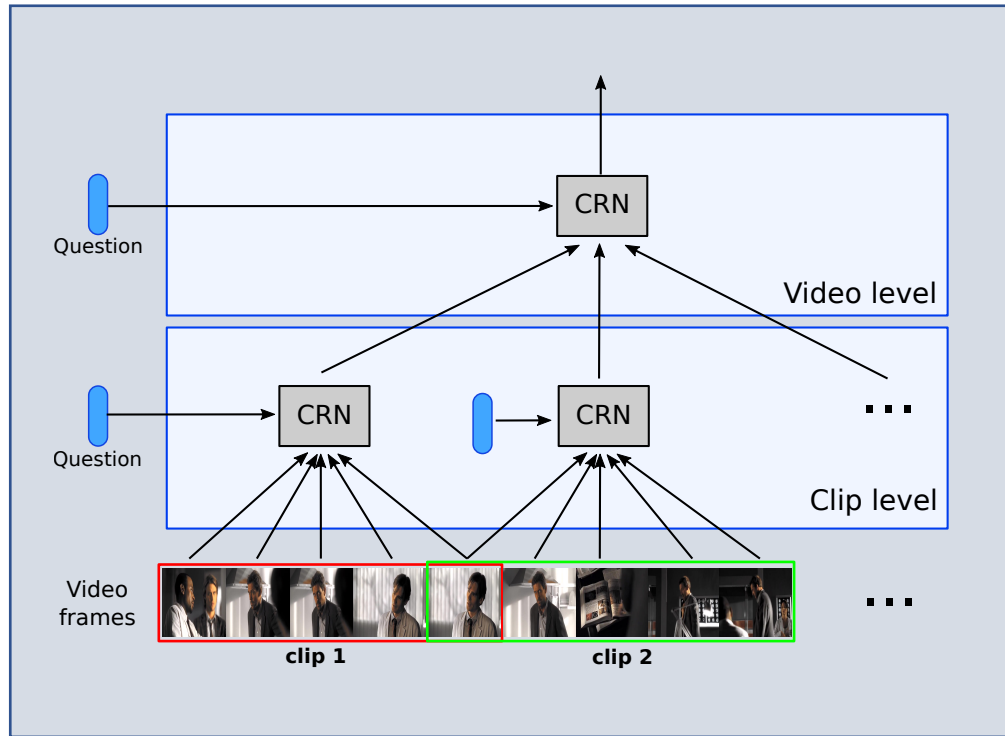 CRN
Question
Video level
CRN
CRN
Question
Clip level
Video
frames
clip 1
clip 2